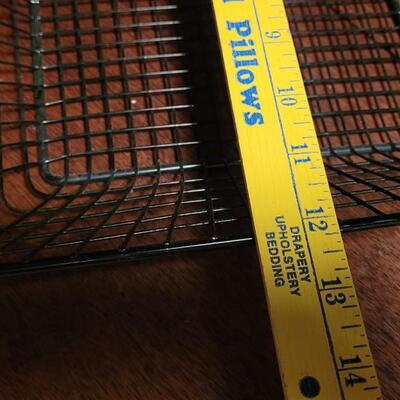 Pillows
9
10
11
12
13
14
DRAPERY
UPHOLSTERY
BEDDING